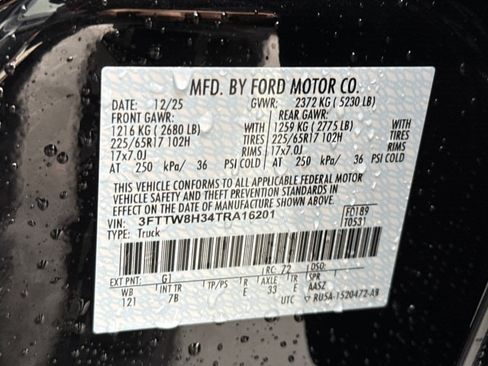 MFD. BY FORD MOTOR CO.
DATE: 12/25 GVWR: 2372 KG ( 5230 LB)
FRONT GAWR: REAR GAWR:
1216 KG ( 2680 LB) WITH 1259 KG ( 2775 LB) WITH
225/65R17 102H TIRES 225/65R17 102H TIRES
17x7.0J RIMS 17x7.0J RIMS
AT 250 kPa/ 36 PSI COLD AT 250 kPa/ 36 PSI COLD
THIS VEHICLE CONFORMS TO ALL APPLICABLE FEDERAL MOTOR
VEHICLE SAFETY AND THEFT PREVENTION STANDARDS IN
EFFECT ON THE DATE OF MANUFACTURE SHOWN ABOVE.
VIN: 3FTTW8H34TRA16201 F0189
TYPE: Truck T0531
EXT PNT: G1 RC: 72 DSO:
WB INT TR TP/PS R AXLE TR SPR
121 7B E 33 E AASZ
UTC RU5A-1520472-AB